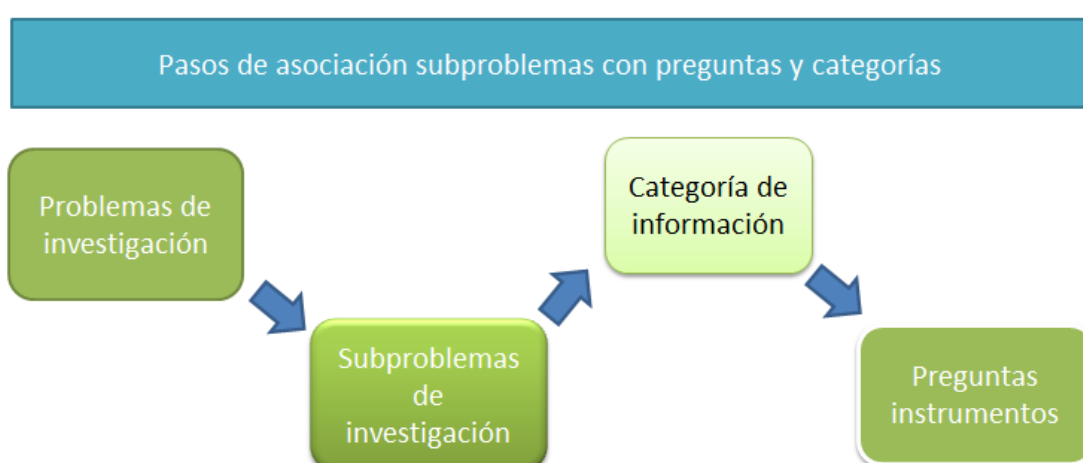 Pasos de asociación subproblemas con preguntas y categorías
Problemas de
investigación
Subproblemas
de
investigación
Categoría de
información
Preguntas
instrumentos